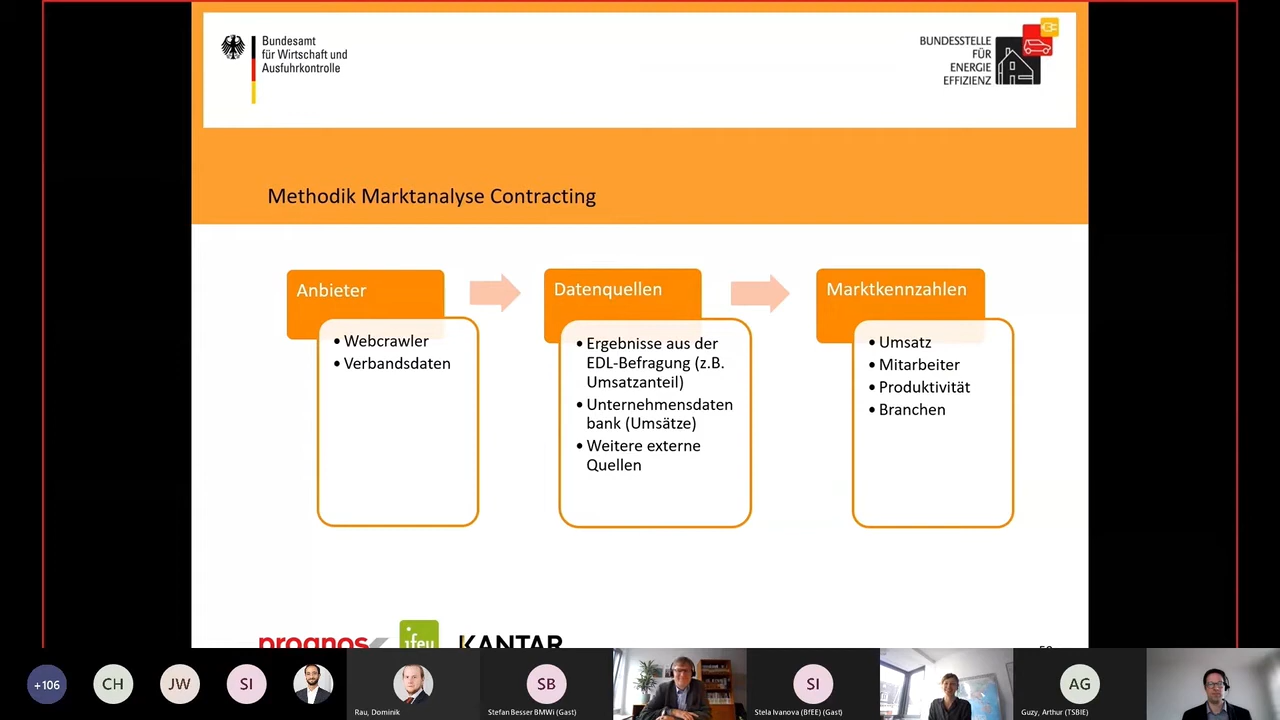 Bundesamt
für Wirtschaft und
Ausfuhrkontrolle
BUNDESSTELLE
FÜR
ENERGIE
EFFIZIENZ
Methodik Marktanalyse Contracting
Anbieter
• Webcrawler
• Verbandsdaten
Datenquellen
• Ergebnisse aus der
EDL-Befragung (z.B.
Umsatzanteil)
• Unternehmensdaten
bank (Umsätze)
• Weitere externe
Quellen
Marktkennzahlen
• Umsatz
• Mitarbeiter
• Produktivität
• Branchen
prognos
ifeu
KANTAR
+106
CH
JW
SI
Rau, Dominik
SB
Stefan Besser BMWi (Gast)
SI
Stela Ivanova (BfEE) (Gast)
AG
Guzy, Arthur (TSBIE)